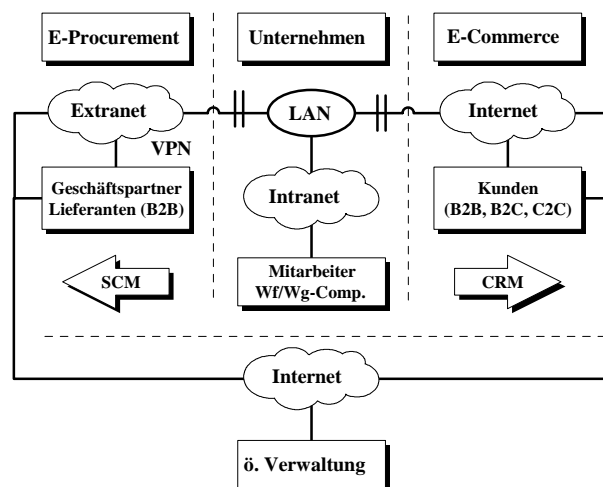 E-Procurement
Unternehmen
E-Commerce
Extranet
LAN
Internet
VPN
Geschäftspartner
Lieferanten (B2B)
Intranet
Kunden
(B2B, B2C, C2C)
SCM
Mitarbeiter
Wf/Wg-Comp.
CRM
Internet
ö. Verwaltung